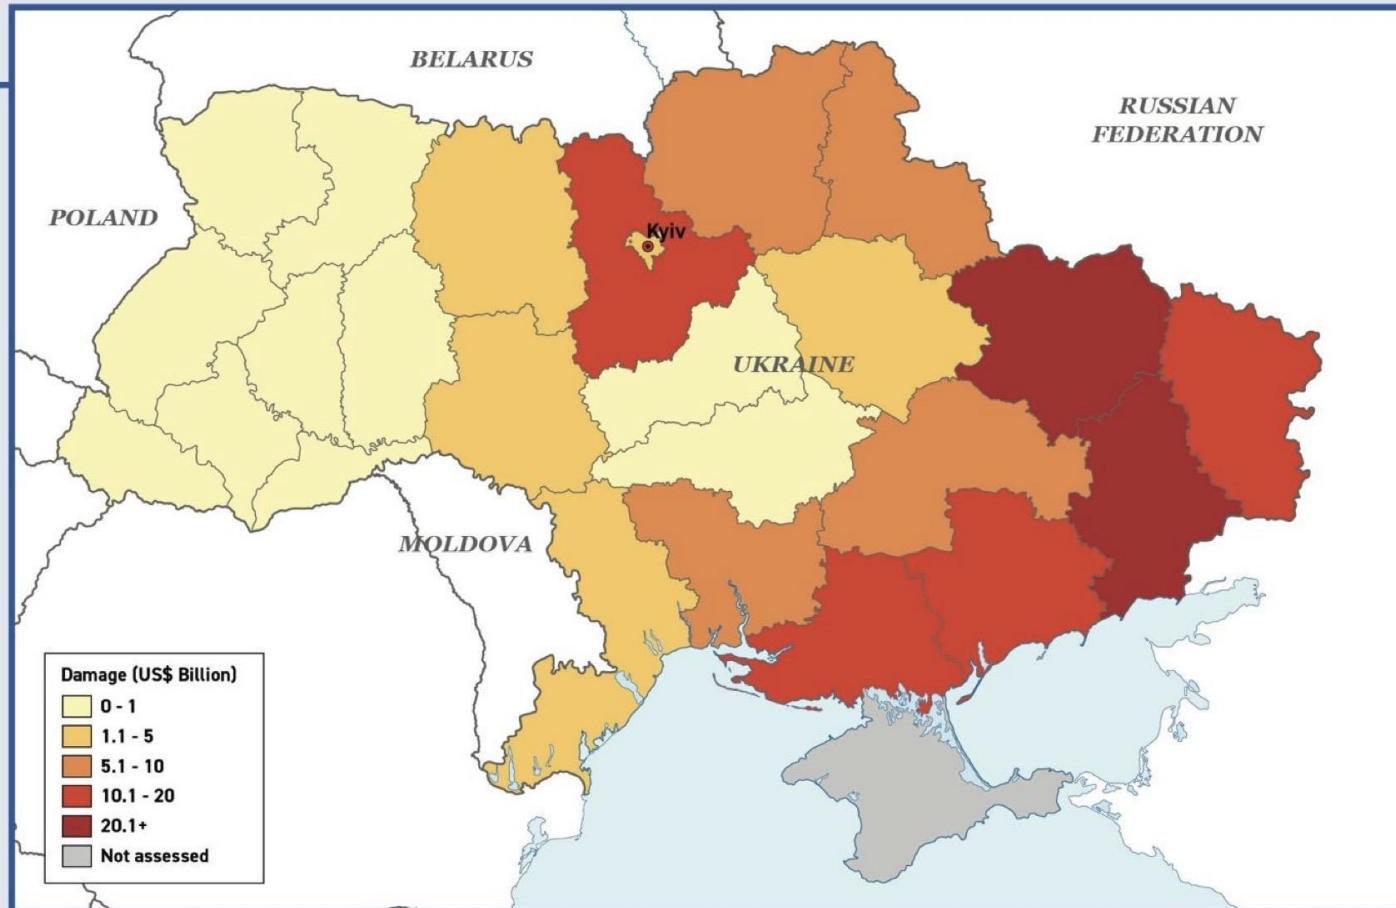 BELARUS
RUSSIAN
FEDERATION
POLAND
Kyiv
UKRAINE
MOLDOVA
Damage (US$ Billion)
0 - 1
1.1 - 5
5.1 - 10
10.1 - 20
20.1+
Not assessed